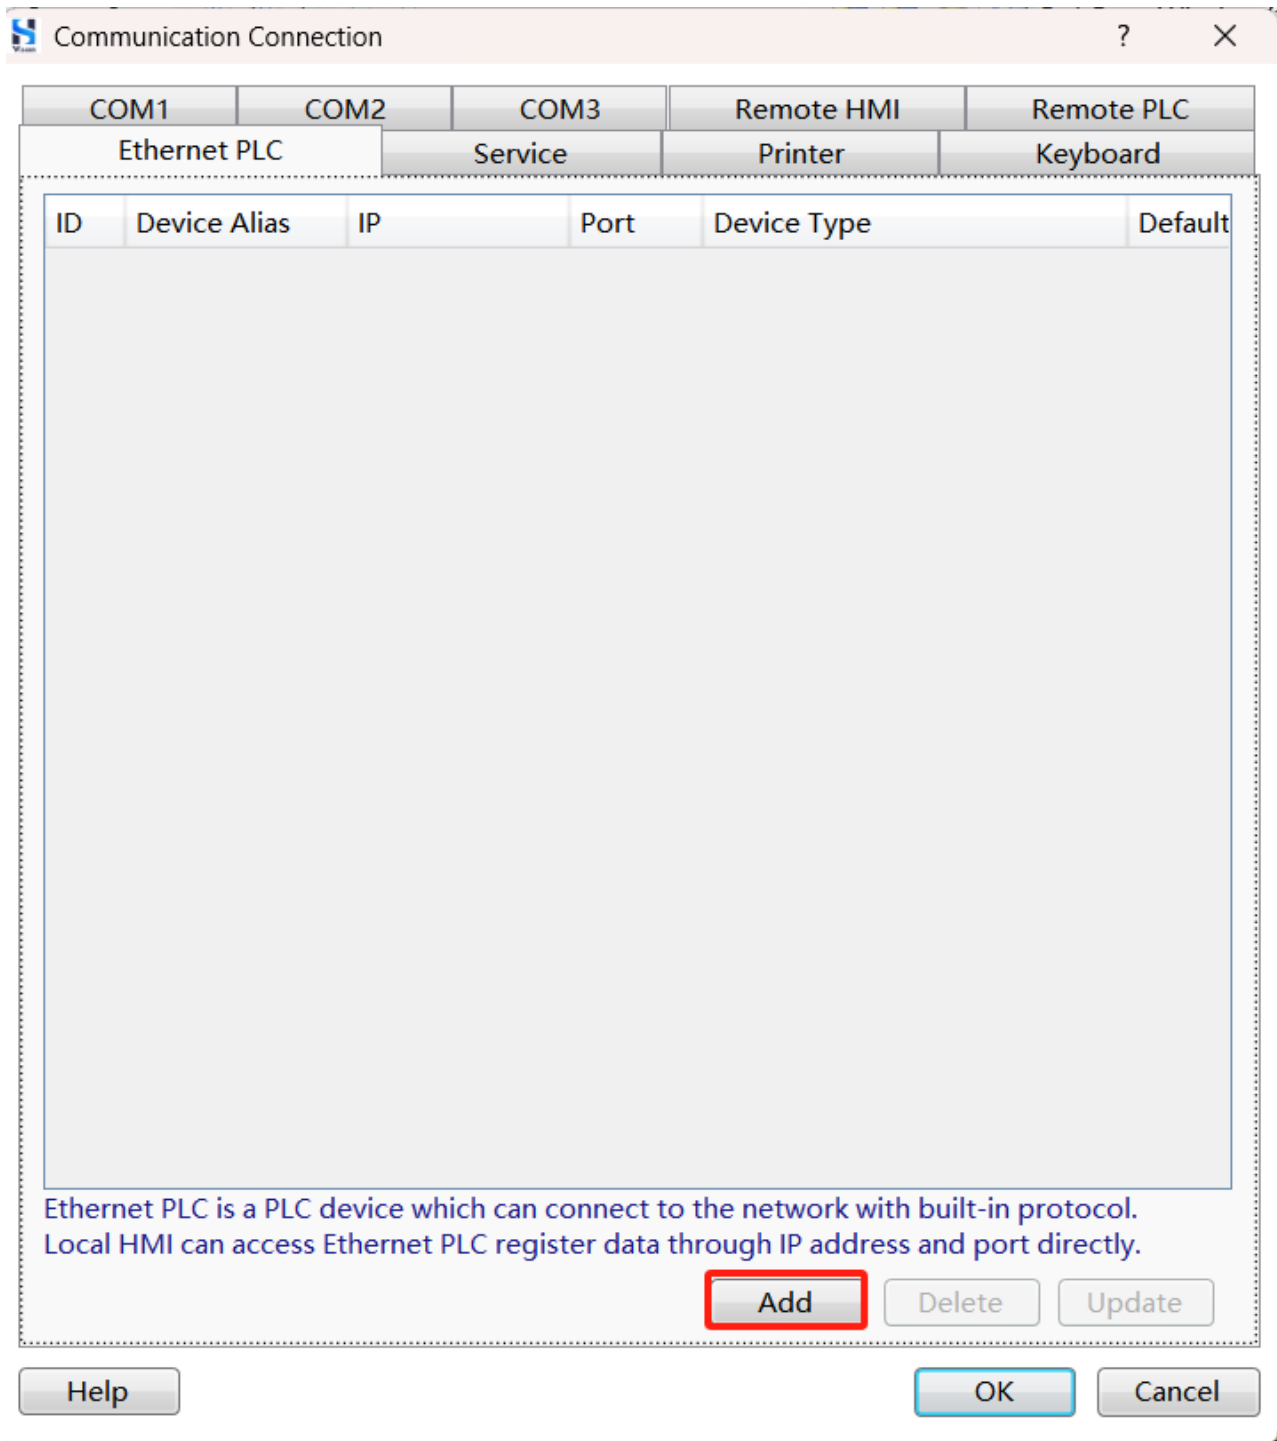 Communication Connection
COM1 COM2 COM3 Remote HMI Remote PLC
Ethernet PLC Service Printer Keyboard
ID Device Alias IP Port Device Type Default
Ethernet PLC is a PLC device which can connect to the network with built-in protocol.
Local HMI can access Ethernet PLC register data through IP address and port directly.
Add Delete Update
Help OK Cancel